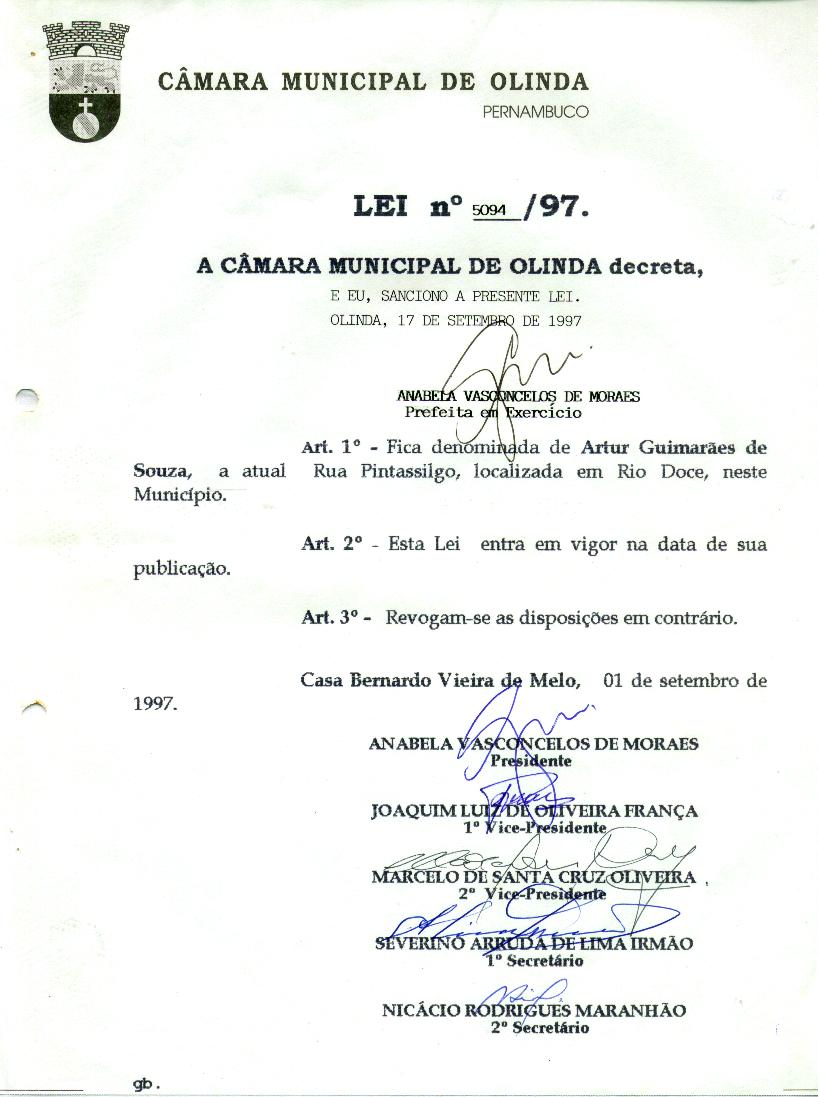 CÂMARA MUNICIPAL DE OLINDA
PERNAMBUCO
LEI nº 5094 /97.
A CÂMARA MUNICIPAL DE OLINDA decreta,
E EU, SANCIONO A PRESENTE LEI.
OLINDA, 17 DE SETEMBRO DE 1997
ANABELA VASCONCELOS DE MORAES
Prefeita em Exercício
Art. 1º - Fica denominada de Artur Guimarães de
Souza, a atual Rua Pintassilgo, localizada em Rio Doce, neste
Município.
Art. 2º - Esta Lei entra em vigor na data de sua
publicação.
Art. 3º - Revogam-se as disposições em contrário.
Casa Bernardo Vieira de Melo, 01 de setembro de
1997.
ANABELA VASCONCELOS DE MORAES
Presidente
JOAQUIM LUIZ DE OLIVEIRA FRANÇA
1º Vice-Presidente
MARCELO DE SANTA CRUZ OLIVEIRA
2º Vice-Presidente
SEVERINO ARRUDA DE LIMA IRMÃO
1º Secretário
NICÁCIO RODRIGUES MARANHÃO
2º Secretário
gb.